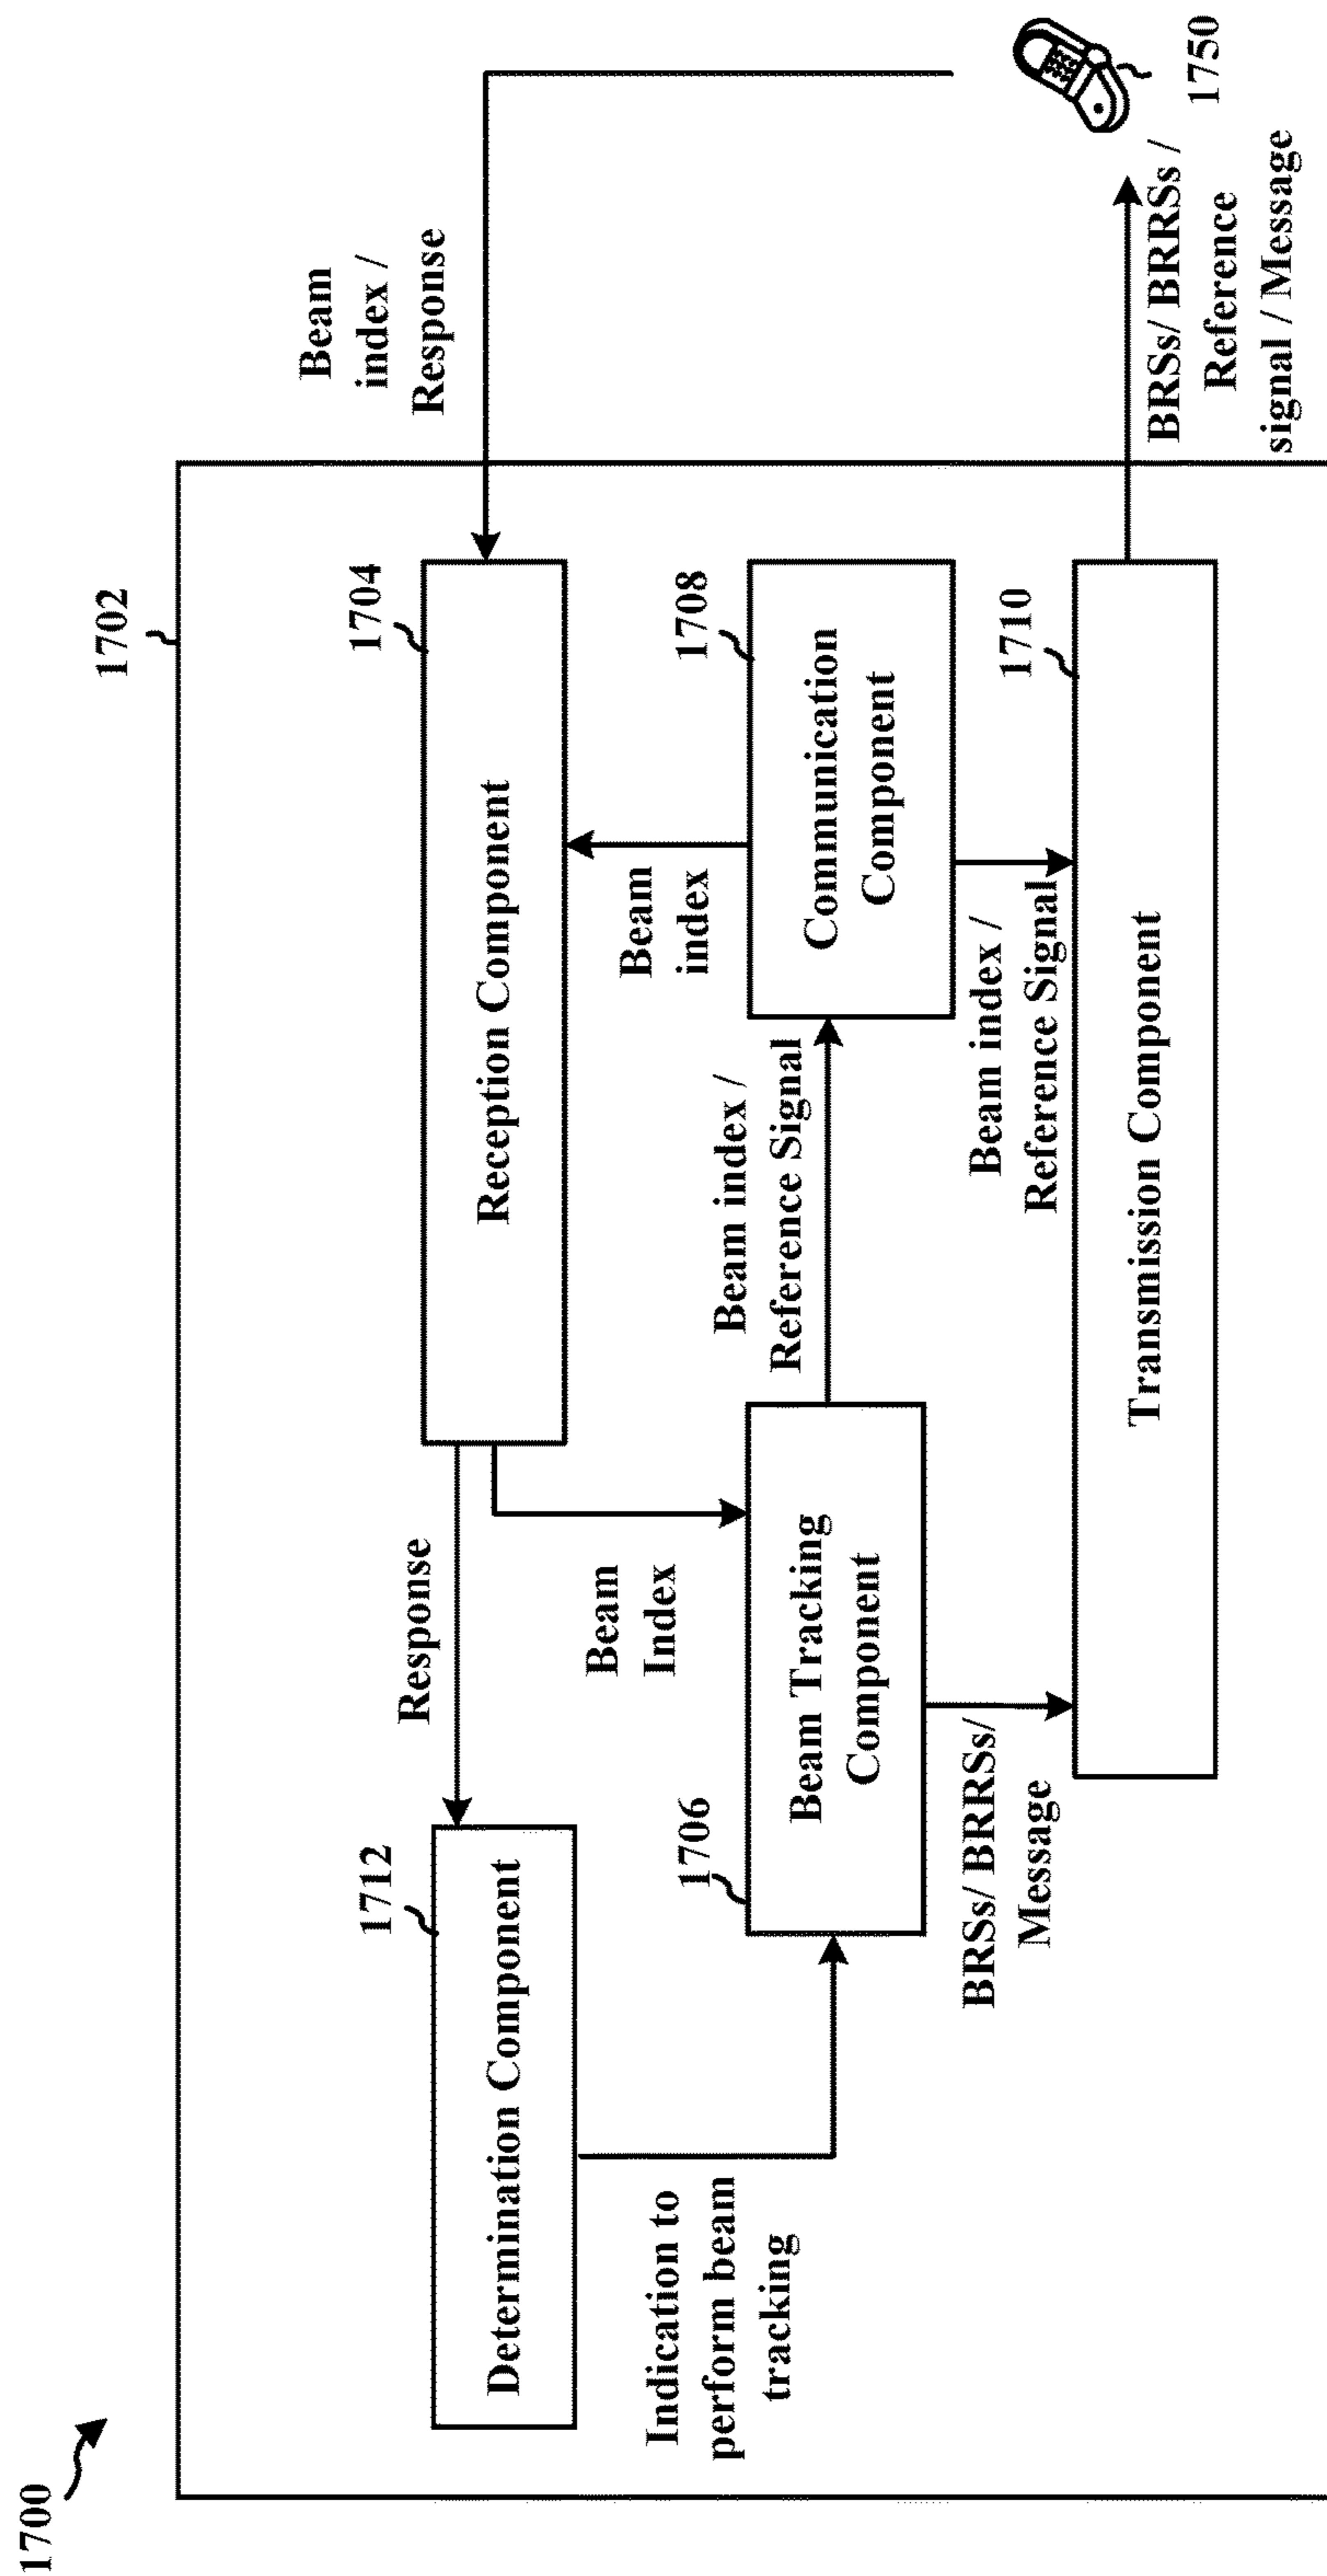 1700
1702
Beam
index /
Response
1704
Reception Component
Response
1712
Determination Component
Beam
Index
Beam
index
1708
Communication
Component
Beam index /
Reference Signal
1706
Beam Tracking
Component
Indication to
perform beam
tracking
BRSs/ BRRSs/
Message
Beam index /
Reference Signal
1710
Transmission Component
BRSs/ BRRSs /
Reference
signal / Message
1750